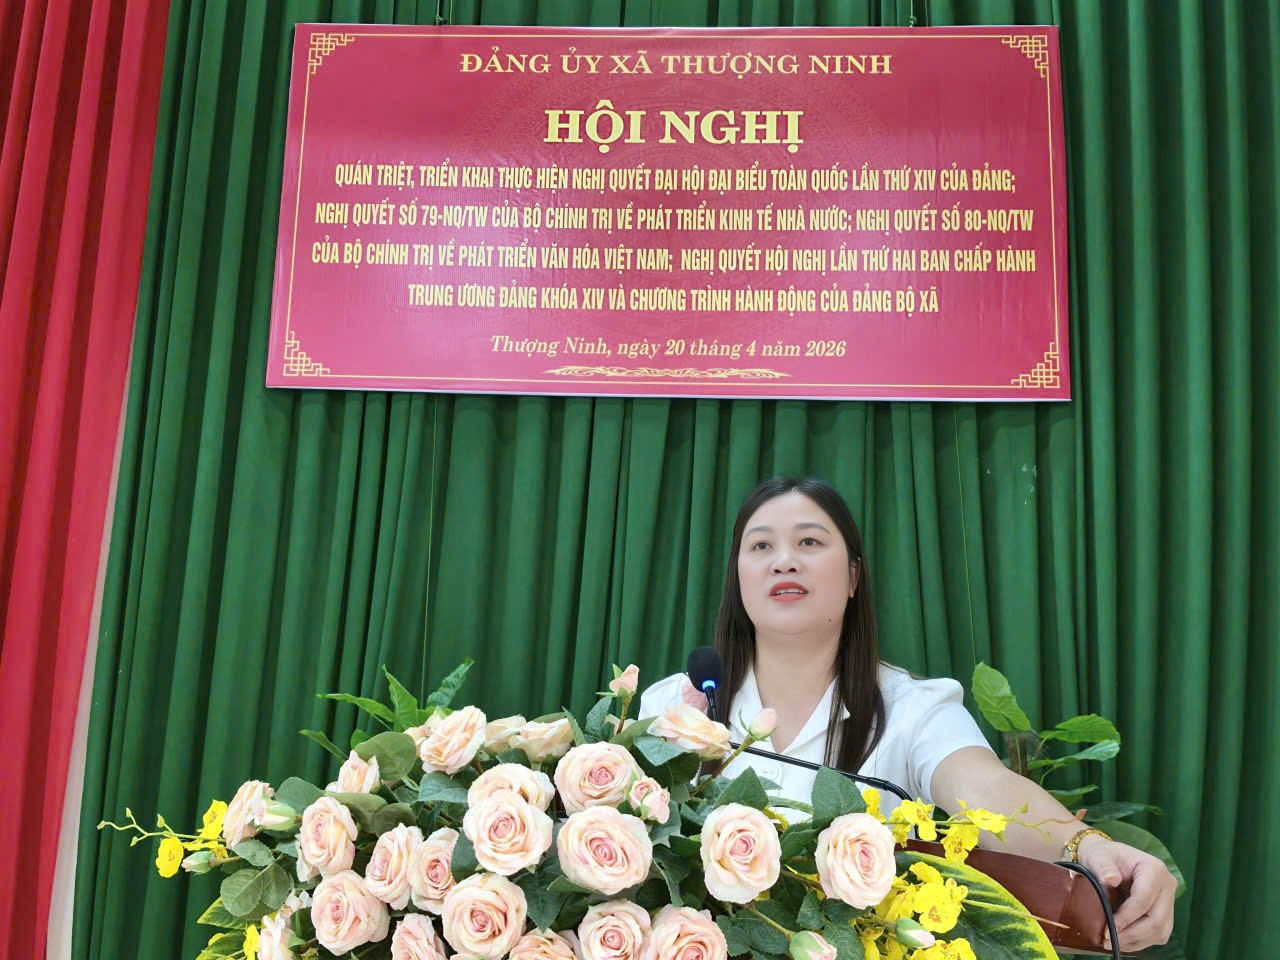 ĐẢNG ỦY XÃ THƯỢNG NINH
HỘI NGHỊ
QUÁN TRIỆT, TRIỂN KHAI THỰC HIỆN NGHỊ QUYẾT ĐẠI HỘI ĐẠI BIỂU TOÀN QUỐC LẦN THỨ XIV CỦA ĐẢNG;
NGHỊ QUYẾT SỐ 79-NQ/TW CỦA BỘ CHÍNH TRỊ VỀ PHÁT TRIỂN KINH TẾ NHÀ NƯỚC; NGHỊ QUYẾT SỐ 80-NQ/TW
CỦA BỘ CHÍNH TRỊ VỀ PHÁT TRIỂN VĂN HÓA VIỆT NAM; NGHỊ QUYẾT HỘI NGHỊ LẦN THỨ HAI BAN CHẤP HÀNH
TRUNG ƯƠNG ĐẢNG KHÓA XIV VÀ CHƯƠNG TRÌNH HÀNH ĐỘNG CỦA ĐẢNG BỘ XÃ
Thượng Ninh, ngày 20 tháng 4 năm 2026